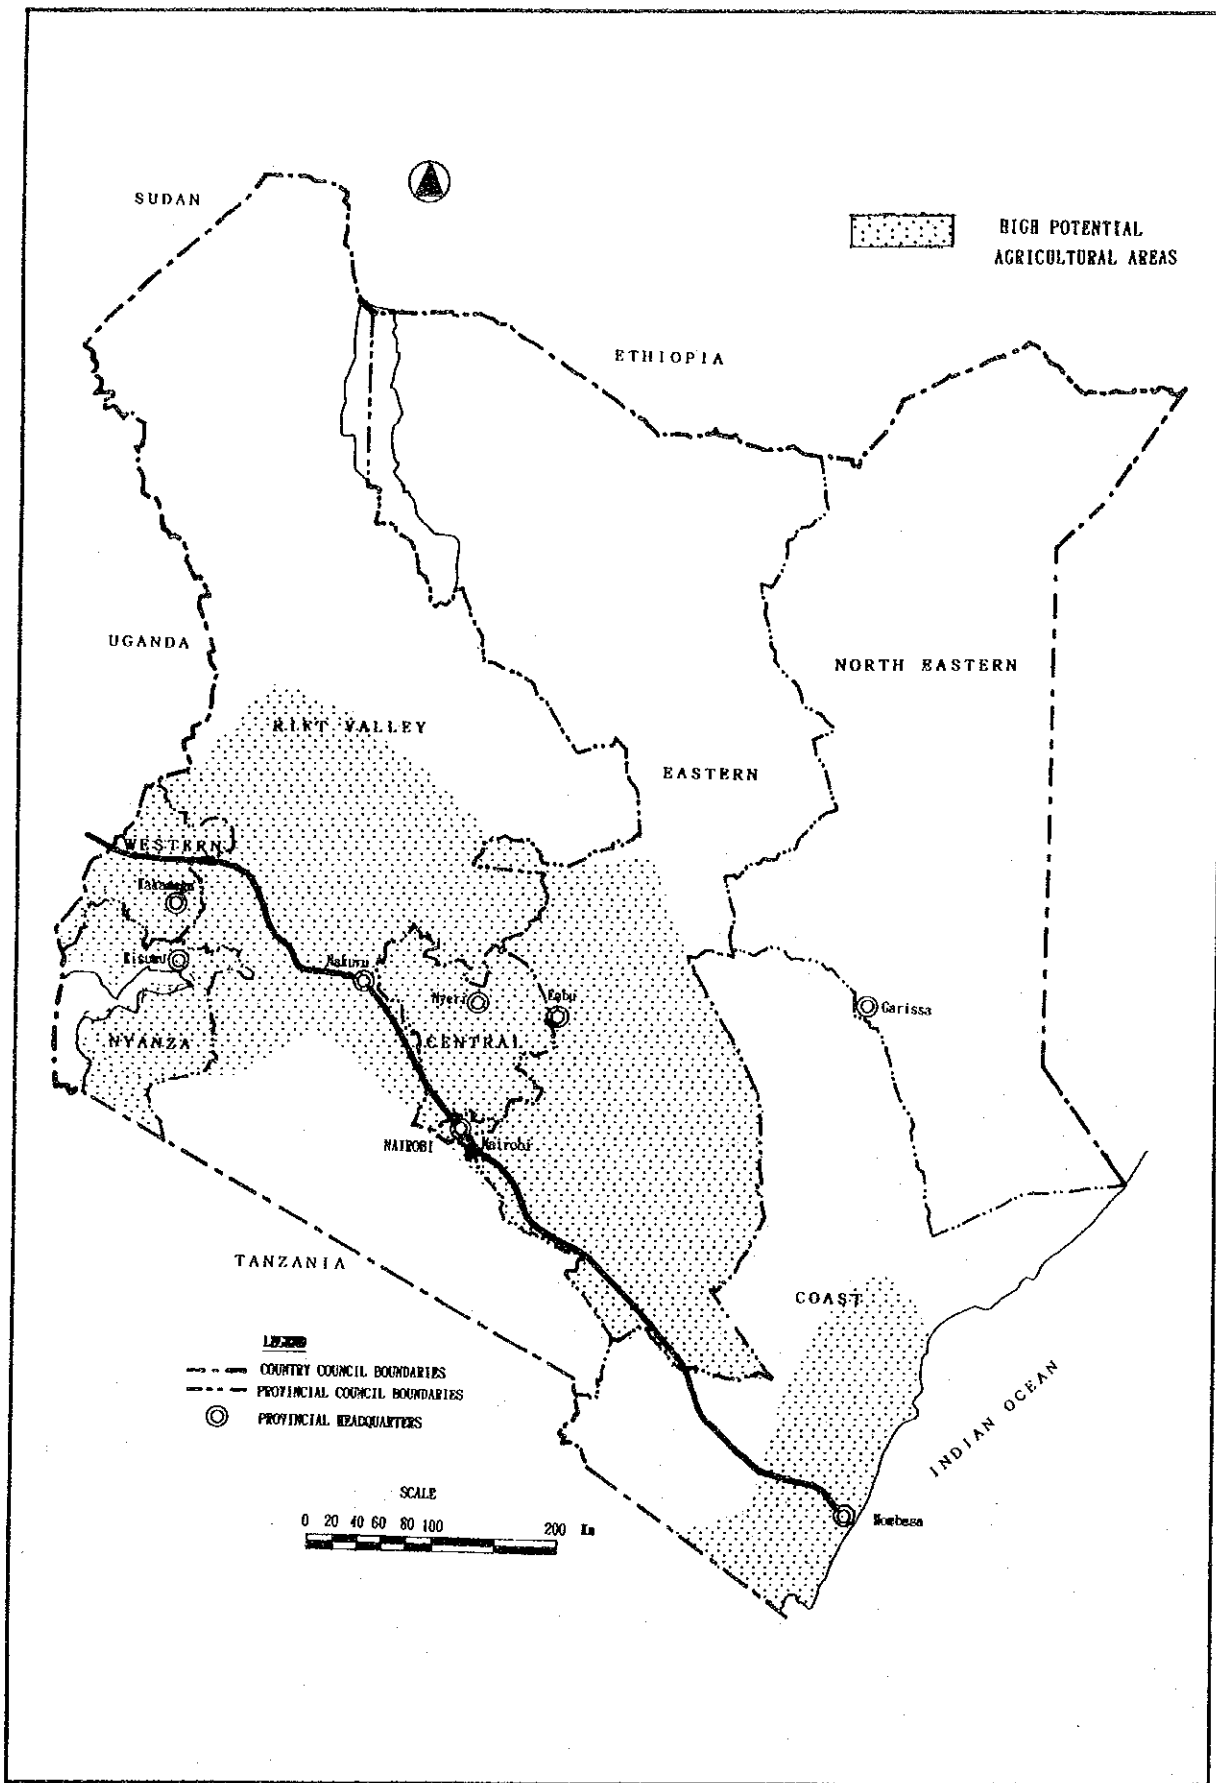 SUDAN
HIGH POTENTIAL
AGRICULTURAL AREAS
ETHIOPIA
UGANDA
NORTH EASTERN
RIFT VALLEY
EASTERN
WESTERN
Kakamega
Kisumu
Nakuru
Nyeri
Embu
Garissa
NYANZA
CENTRAL
NAIROBI
Nairobi
TANZANIA
COAST
LEGEND
COUNTRY COUNCIL BOUNDARIES
PROVINCIAL COUNCIL BOUNDARIES
PROVINCIAL HEADQUARTERS
INDIAN OCEAN
SCALE
0 20 40 60 80 100 200 Km
Mombasa